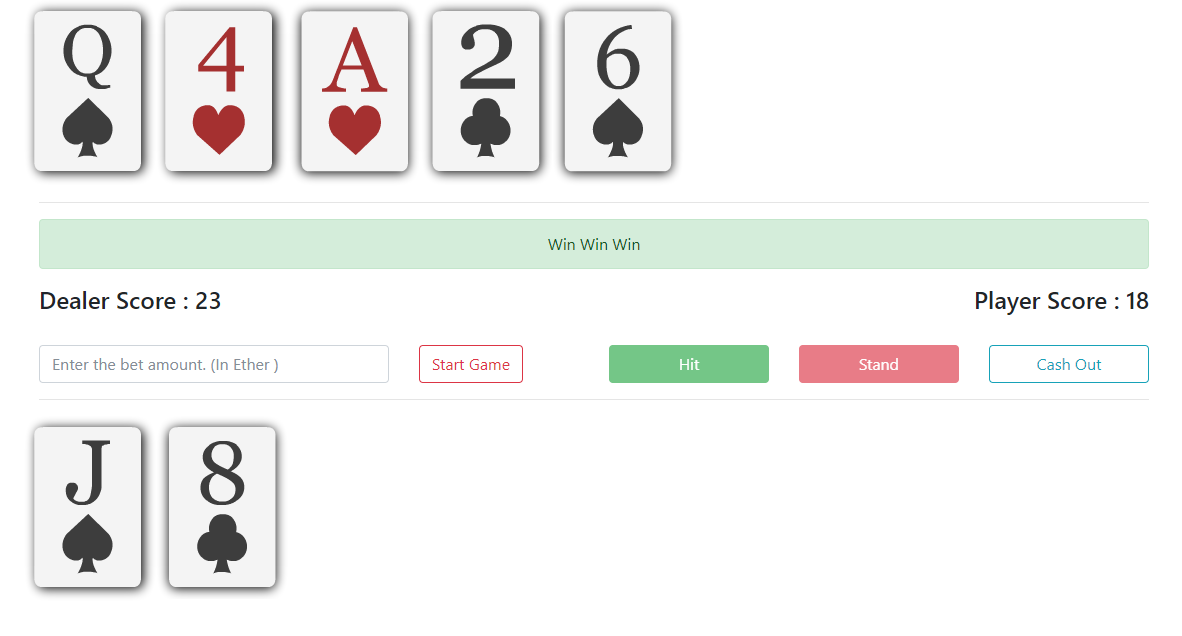 Q 4 A 2 6
Win Win Win
Dealer Score : 23 Player Score : 18
Enter the bet amount. (In Ether ) Start Game Hit Stand Cash Out
J 8